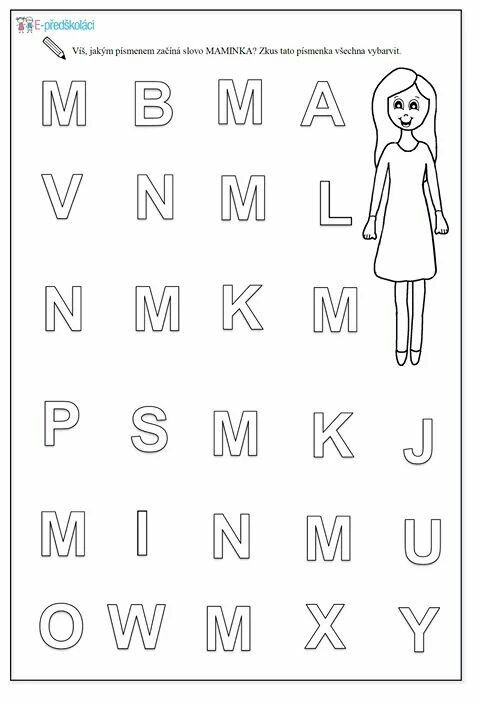 E-předškoláci
Víš, jakým písmenem začíná slovo MAMINKA? Zkus tato písmenka všechna vybarvit.
M B M A
V N M L
N M K M
P S M K J
M I N M U
O W M X Y